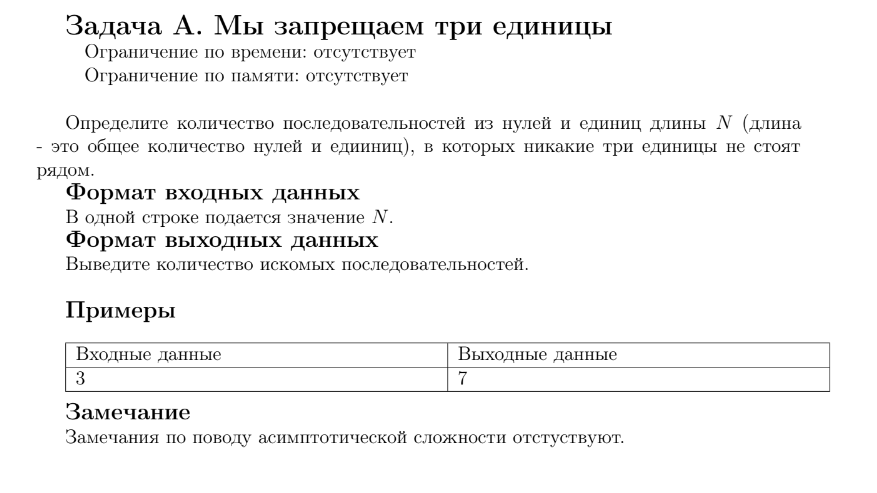 Задача A. Мы запрещаем три единицы
Ограничение по времени: отсутствует
Ограничение по памяти: отсутствует
Определите количество последовательностей из нулей и единиц длины N (длина
- это общее количество нулей и едииниц), в которых никакие три единицы не стоят
рядом.
Формат входных данных
В одной строке подается значение N.
Формат выходных данных
Выведите количество искомых последовательностей.
Примеры
Входные данные Выходные данные
3 7
Замечание
Замечания по поводу асимптотической сложности отстуствуют.